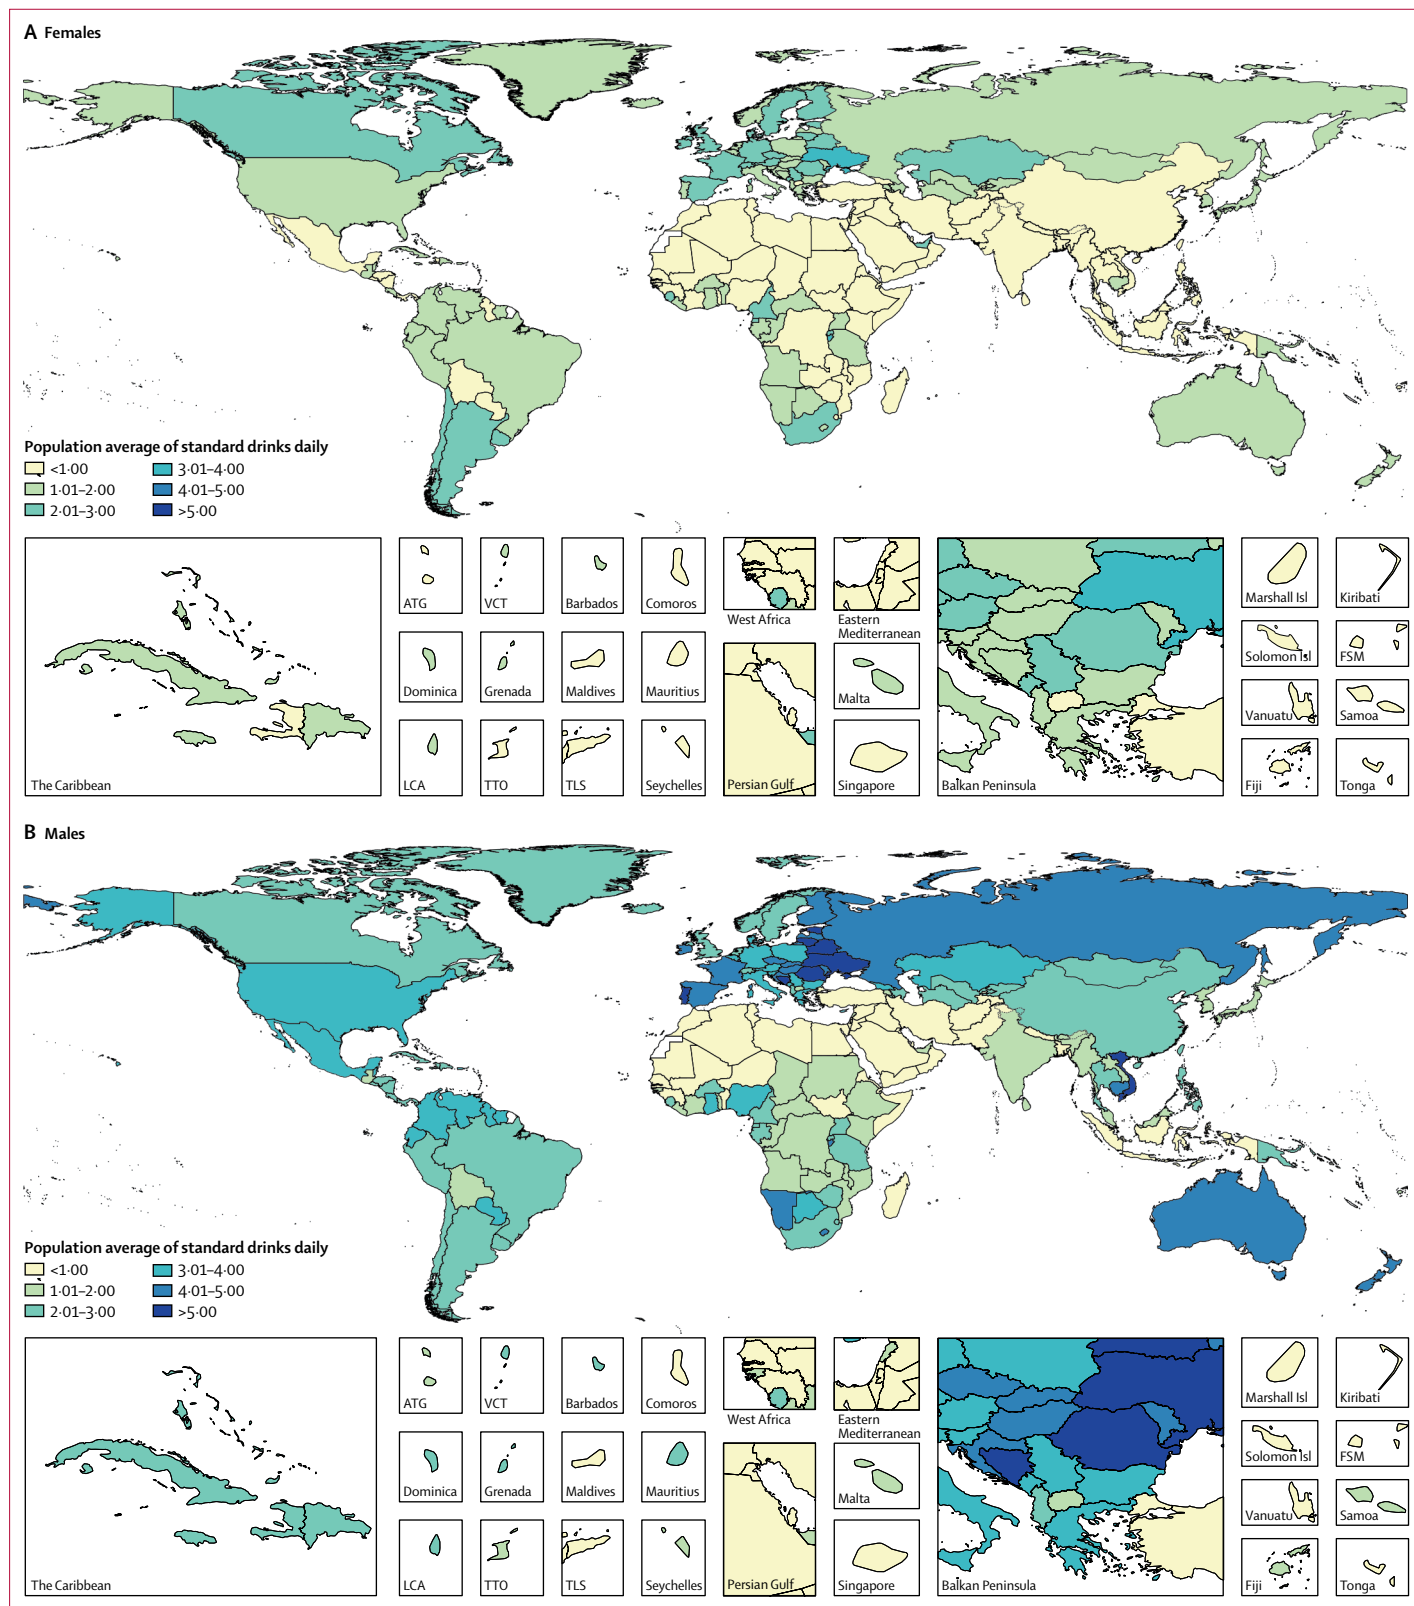 A Females
Population average of standard drinks daily
<1·00
1·01–2·00
2·01–3·00
3·01–4·00
4·01–5·00
>5·00
The Caribbean
ATG
VCT
Barbados
Comoros
Dominica
Grenada
Maldives
Mauritius
LCA
TTO
TLS
Seychelles
West Africa
Eastern
Mediterranean
Persian Gulf
Malta
Singapore
Balkan Peninsula
Marshall Isl
Kiribati
Solomon Isl
FSM
Vanuatu
Samoa
Fiji
Tonga
B Males
Population average of standard drinks daily
<1·00
1·01–2·00
2·01–3·00
3·01–4·00
4·01–5·00
>5·00
The Caribbean
ATG
VCT
Barbados
Comoros
Dominica
Grenada
Maldives
Mauritius
LCA
TTO
TLS
Seychelles
West Africa
Eastern
Mediterranean
Persian Gulf
Malta
Singapore
Balkan Peninsula
Marshall Isl
Kiribati
Solomon Isl
FSM
Vanuatu
Samoa
Fiji
Tonga